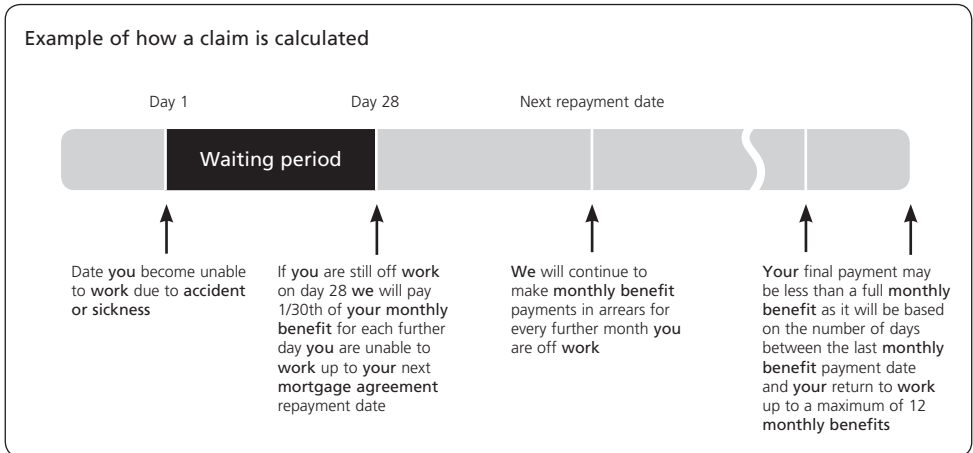 Example of how a claim is calculated
Day 1
Day 28
Next repayment date
Waiting period
Date you become unable
to work due to accident
or sickness
If you are still off work
on day 28 we will pay
1/30th of your monthly
benefit for each further
day you are unable to
work up to your next
mortgage agreement
repayment date
We will continue to
make monthly benefit
payments in arrears for
every further month you
are off work
Your final payment may
be less than a full monthly
benefit as it will be based
on the number of days
between the last monthly
benefit payment date
and your return to work
up to a maximum of 12
monthly benefits